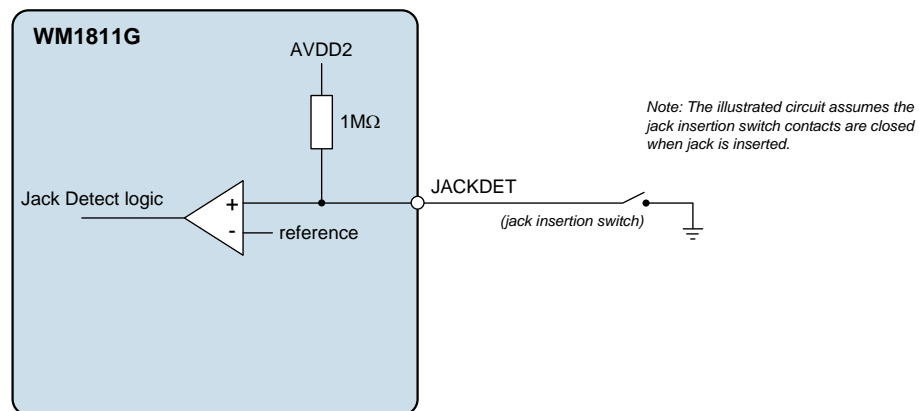 WM1811G
AVDD2
1MΩ
Note: The illustrated circuit assumes the
jack insertion switch contacts are closed
when jack is inserted.
JACKDET
Jack Detect logic
+
(jack insertion switch)
-
reference